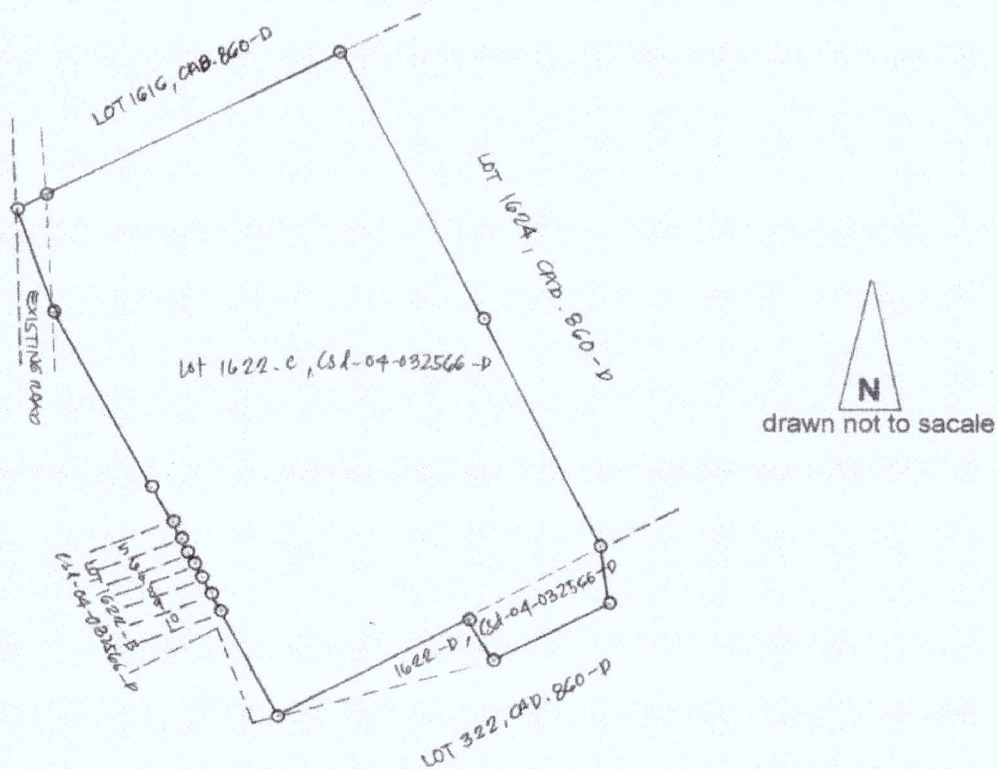 LOT 1616, CAD. 860-D
LOT 1624, CAD. 860-D
EXISTING ROAD
Lot 1622-C, Csd-04-032566-D
N
drawn not to sacale
LOT 1622-B
Csd-04-032566-D
1622-D, Csd-04-032566-D
LOT 322, CAD. 860-D